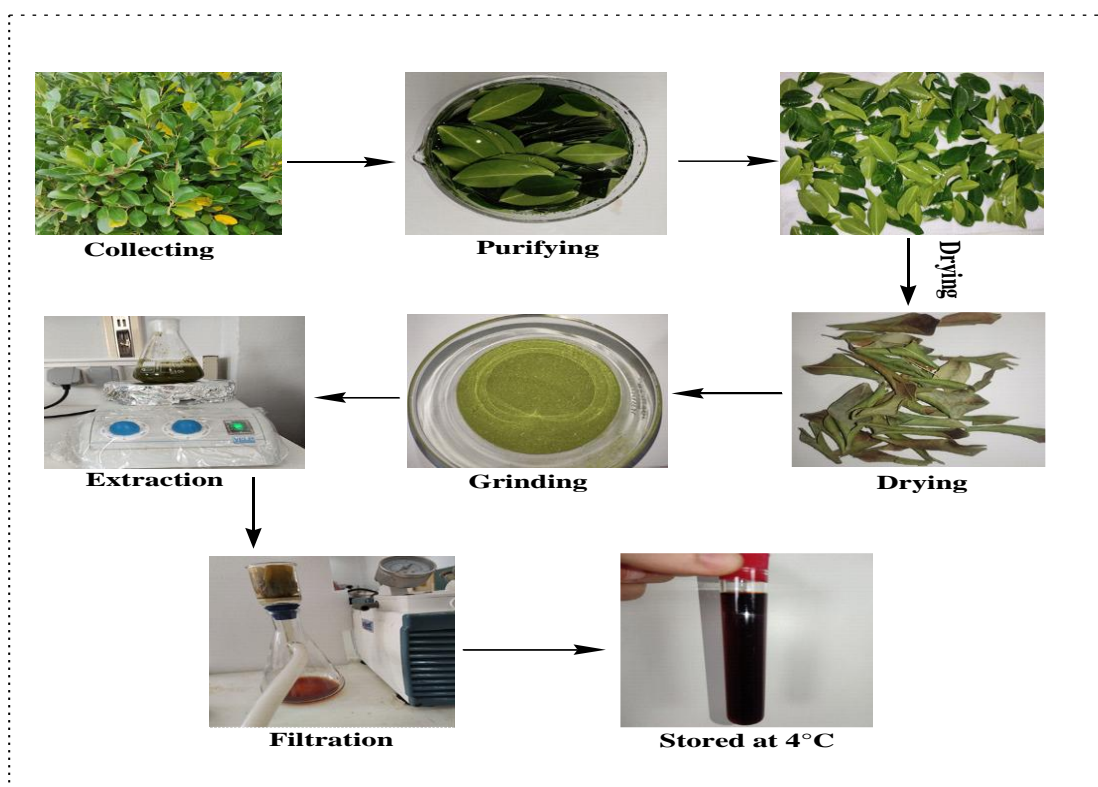 Collecting
Purifying
Drying
Extraction
Grinding
Drying
Filtration
Stored at 4°C